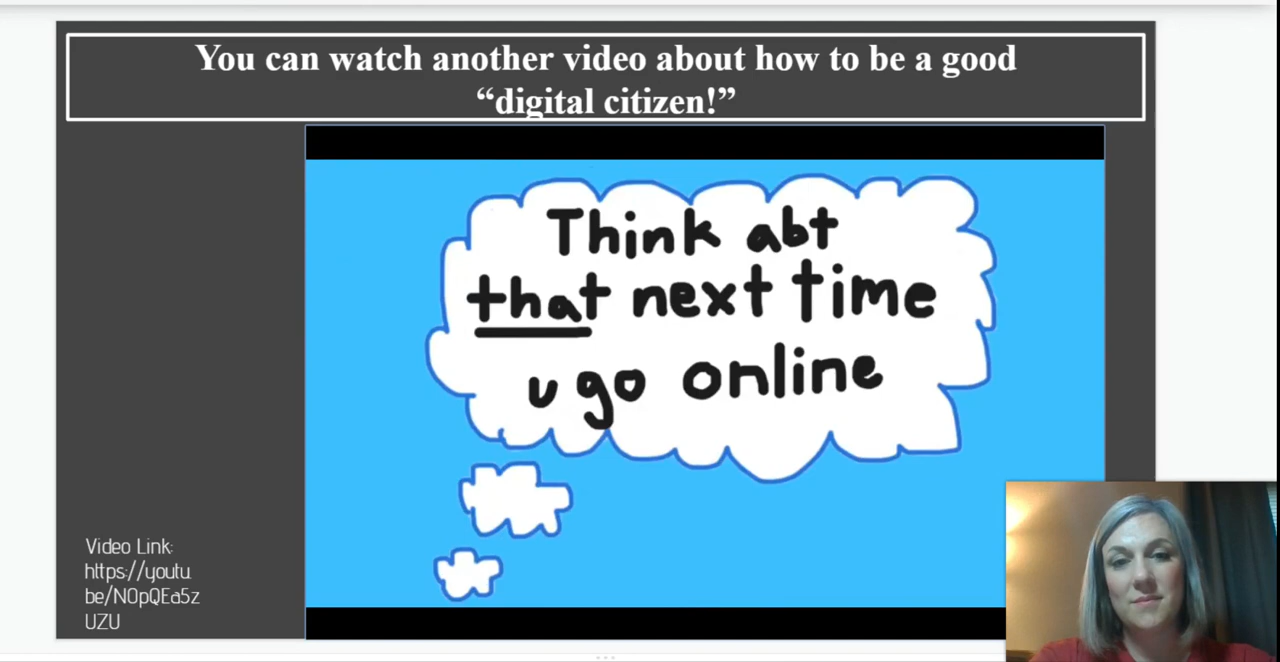 You can watch another video about how to be a good
“digital citizen!”
Think abt
that next time
u go online
Video Link:
https://youtu.
be/N0pQEa5z
UZU